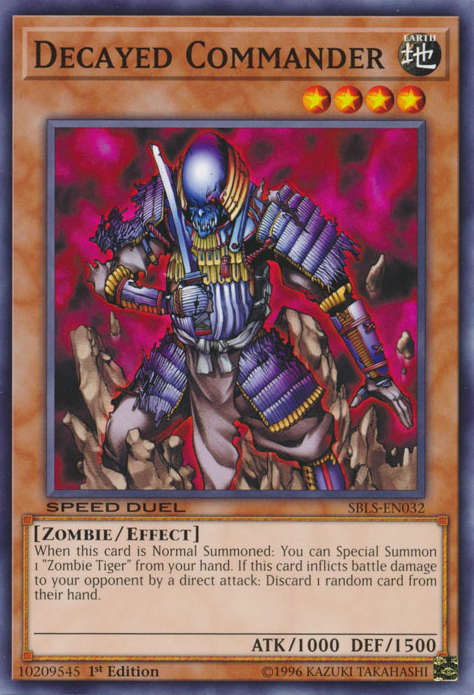 DECAYED COMMANDER
EARTH
地
SPEED DUEL
SBLS-EN032
[ZOMBIE/EFFECT]
When this card is Normal Summoned: You can Special Summon
1 "Zombie Tiger" from your hand. If this card inflicts battle damage
to your opponent by a direct attack: Discard 1 random card from
their hand.
ATK/1000 DEF/1500
10209545 1st Edition
©1996 KAZUKI TAKAHASHI